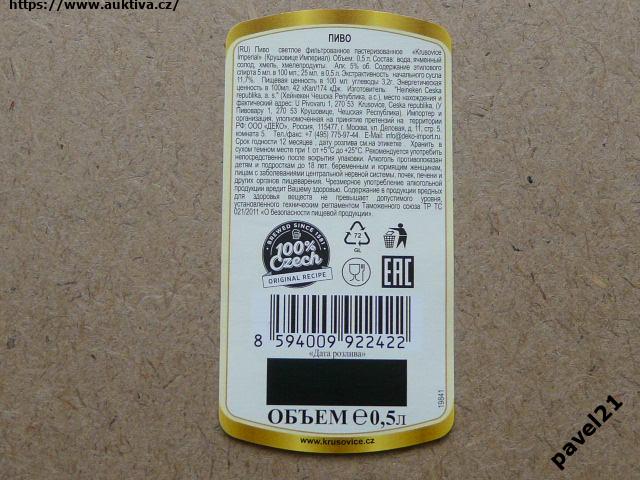 https://www.auktiva.cz/
ПИВО
(RU) Пиво светлое фильтрованное пастеризованное «Krusovice
Imperial» (Крушовице Империал). Объем: 0,5 л. Состав: вода, ячменный
солод, хмель, хмелепродукты. Алк. 5% об. Содержание этилового
спирта 5 мл. в 100 мл.; 25 мл. в 0,5 л. Экстрактивность начального сусла
11,7%. Пищевая ценность в 100 мл: углеводы 3,2г. Энергетическая
ценность в 100мл. 42 кКал/174 кДж. Изготовитель: "Heineken Ceska
republika, a. s." (Хейнекен Чешска Република, а.с.), место нахождения и
фактический адрес: U Pivovaru 1, 270 53 Krusovice, Ceska Republika. (У
Пивовару 1, 270 53 Крушовице, Чешская Республика). Импортер и
организация, уполномоченная на принятие претензий на территории
РФ: ООО «ДЕКО», Россия, 115477, г. Москва, ул. Деловая, д. 11, стр. 5,
комната 5. Тел./факс: +7 (495) 775-97-44. E-Mail: info@deko-import.ru.
Срок годности 12 месяцев , дату розлива см.на этикетке . Хранить в
сухом темном месте при t от +5°С до +25°С. Рекомендуется употребить
непосредственно после вскрытия упаковки. Алкоголь противопоказан
детям и подросткам до 18 лет, беременным и кормящим женщинам,
лицам с заболеваниями центральной нервной системы, почек, печени и
других органов пищеварения. Чрезмерное употребление алкогольной
продукции вредит Вашему здоровью. Содержание в продукции вредных
для здоровья веществ не превышает допустимого уровня,
установленного техническим регламентом Таможенного союза ТР ТС
021/2011 «О безопасности пищевой продукции».
BREWED SINCE 1581
100%
Czech
ORIGINAL RECIPE
72
GL
EAC
8 594009 922422
«Дата розлива»
19841
ОБЪЕМ ℮0,5л
www.krusovice.cz
pavel21